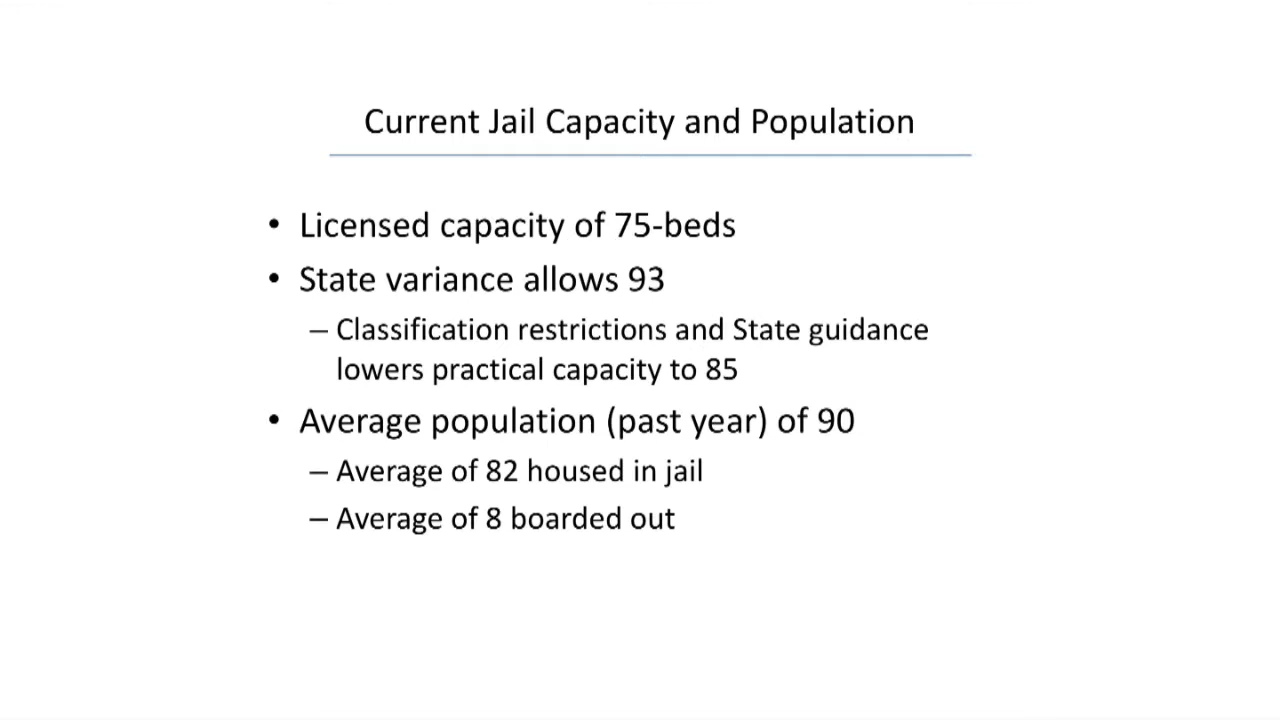 Current Jail Capacity and Population
• Licensed capacity of 75-beds
• State variance allows 93
– Classification restrictions and State guidance
lowers practical capacity to 85
• Average population (past year) of 90
– Average of 82 housed in jail
– Average of 8 boarded out